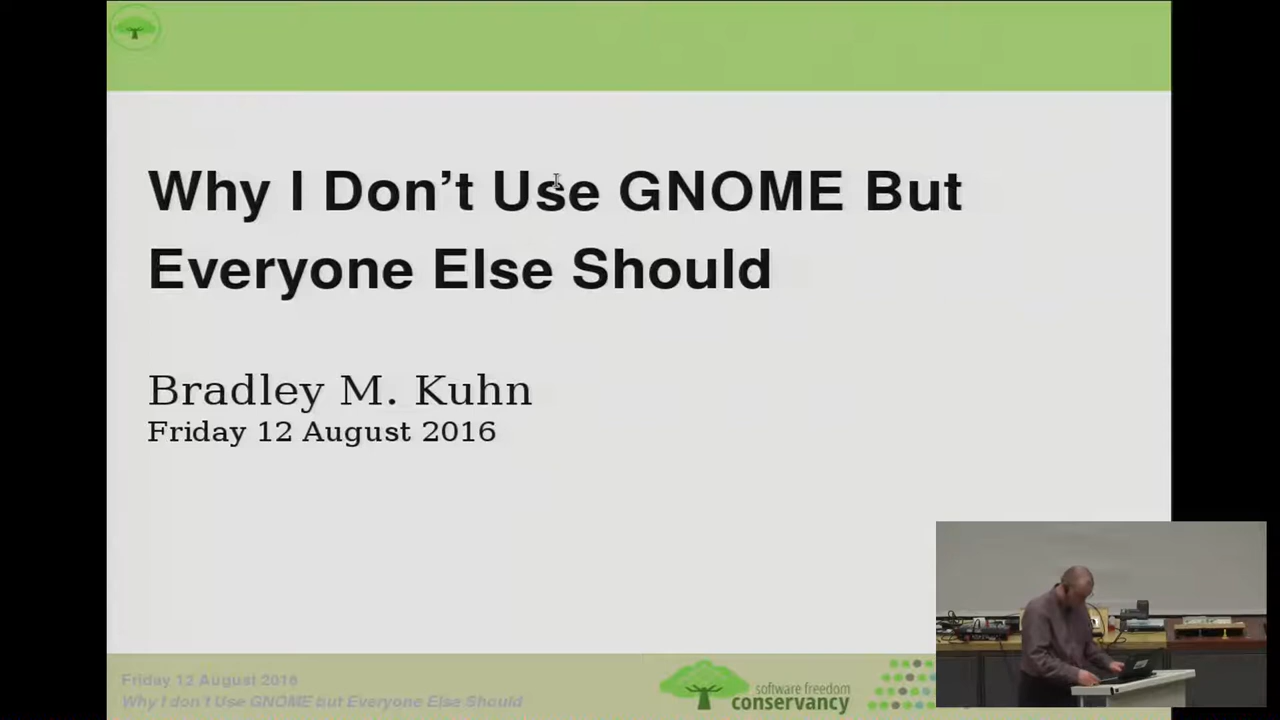 Why I Don’t Use GNOME But
Everyone Else Should
Bradley M. Kuhn
Friday 12 August 2016
Friday 12 August 2016
Why I don't Use GNOME but Everyone Else Should
software freedom
conservancy